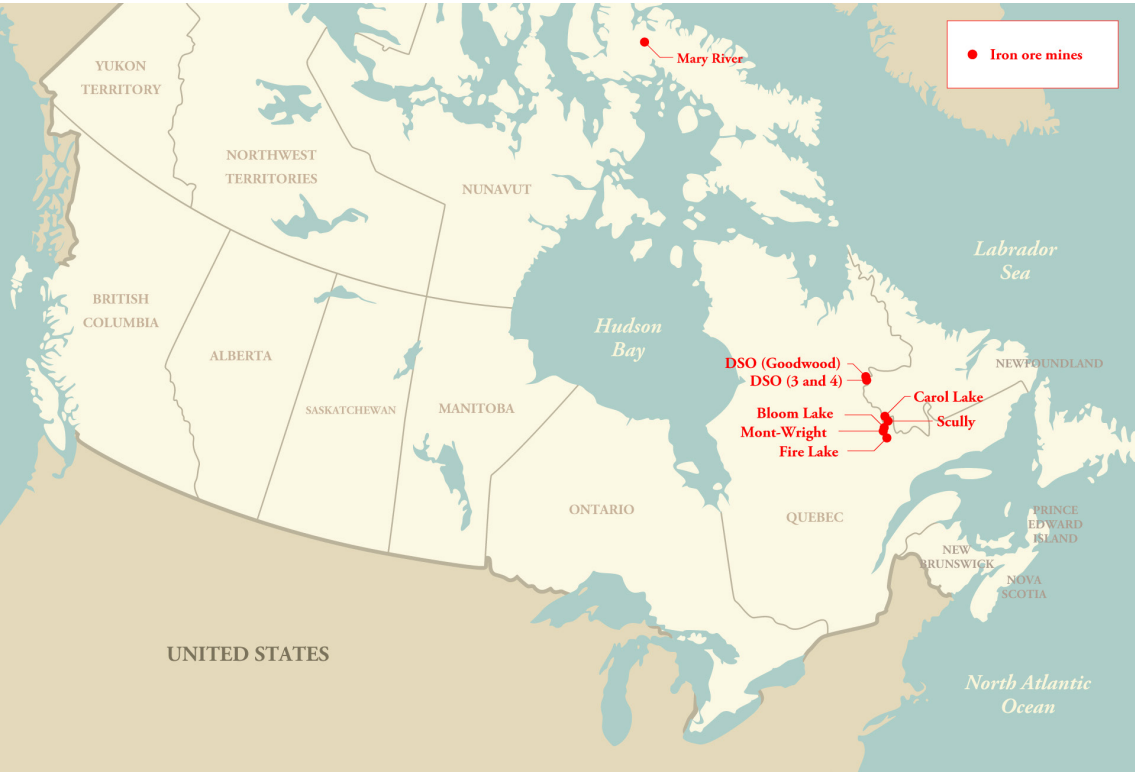 Iron ore mines
Mary River
YUKON
TERRITORY
NORTHWEST
TERRITORIES
NUNAVUT
Labrador
Sea
BRITISH
COLUMBIA
Hudson
Bay
ALBERTA
DSO (Goodwood)
NEWFOUNDLAND
DSO (3 and 4)
SASKATCHEWAN
MANITOBA
Carol Lake
Bloom Lake
Scully
Mont-Wright
Fire Lake
ONTARIO
QUEBEC
PRINCE
EDWARD
ISLAND
NEW
BRUNSWICK
NOVA
SCOTIA
UNITED STATES
North Atlantic
Ocean